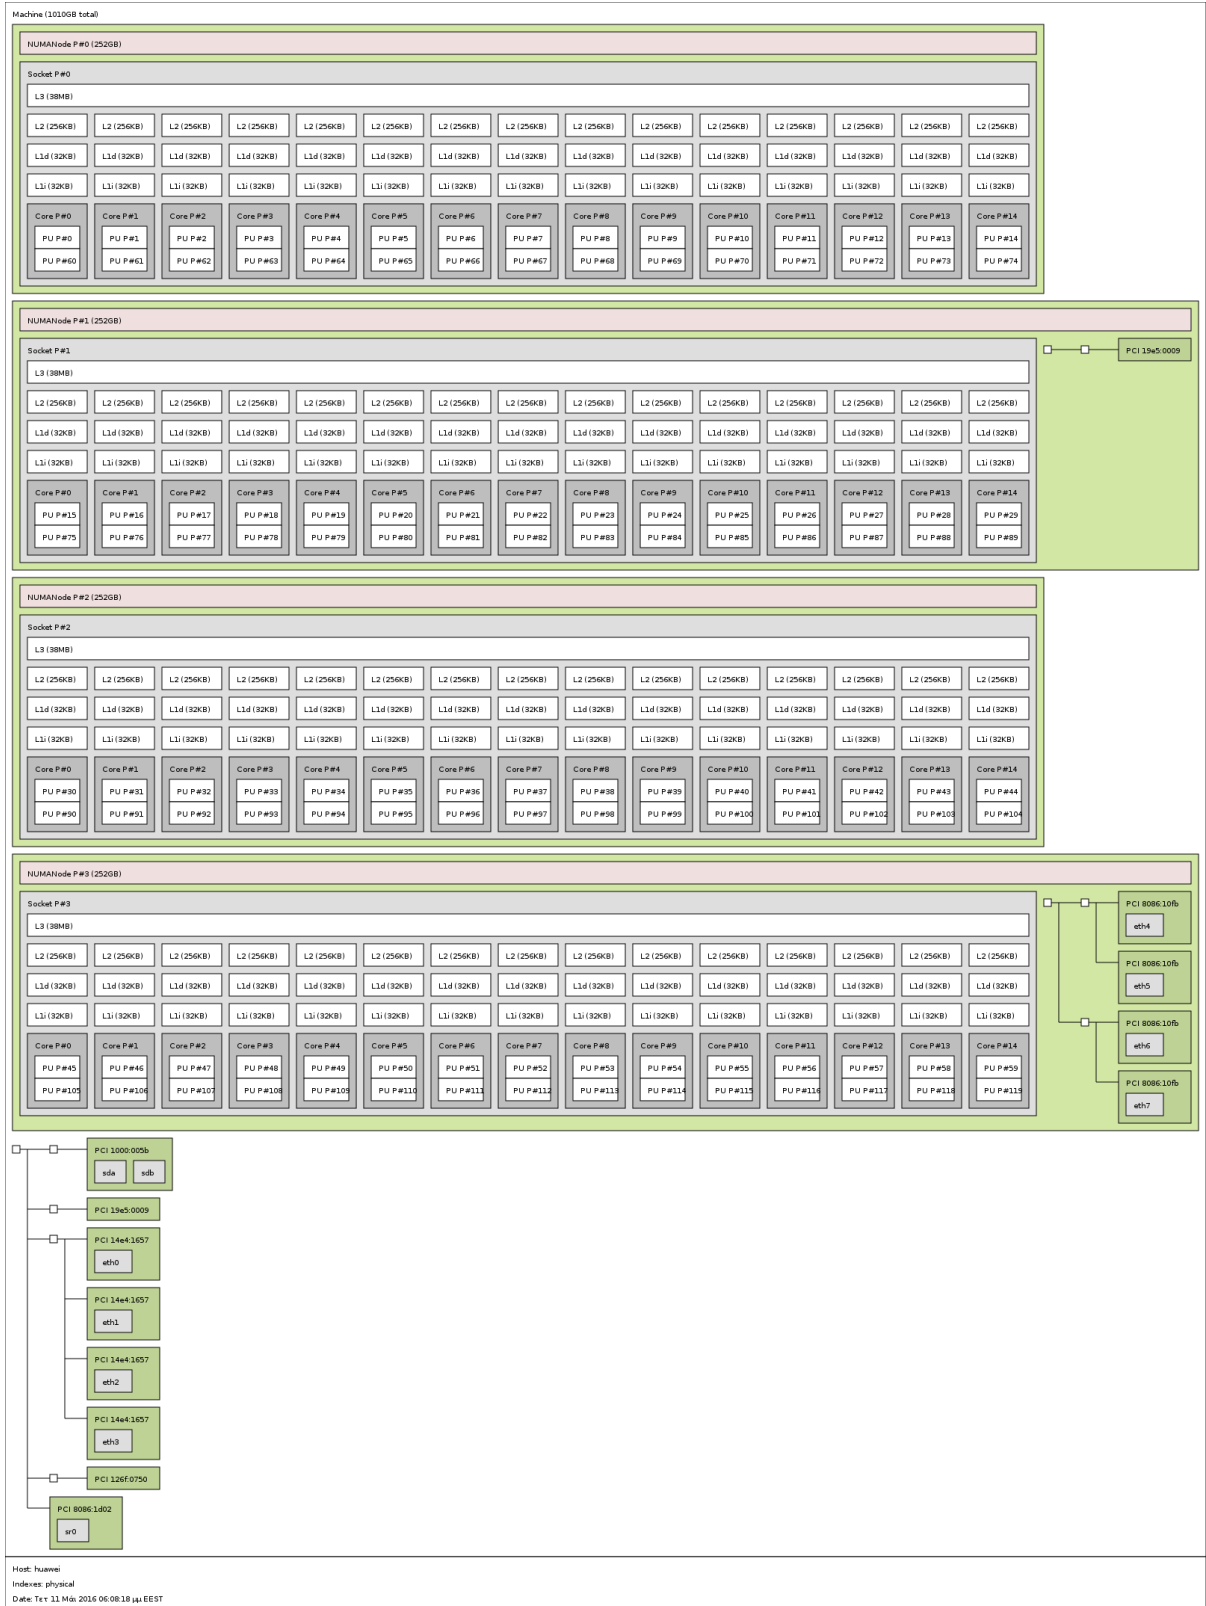 Machine (1010GB total)
NUMANode P#0 (252GB)
Socket P#0
L3 (38MB)
L2 (256KB) L2 (256KB) L2 (256KB) L2 (256KB) L2 (256KB) L2 (256KB) L2 (256KB) L2 (256KB) L2 (256KB) L2 (256KB) L2 (256KB) L2 (256KB) L2 (256KB) L2 (256KB) L2 (256KB)
L1d (32KB) L1d (32KB) L1d (32KB) L1d (32KB) L1d (32KB) L1d (32KB) L1d (32KB) L1d (32KB) L1d (32KB) L1d (32KB) L1d (32KB) L1d (32KB) L1d (32KB) L1d (32KB) L1d (32KB)
L1i (32KB) L1i (32KB) L1i (32KB) L1i (32KB) L1i (32KB) L1i (32KB) L1i (32KB) L1i (32KB) L1i (32KB) L1i (32KB) L1i (32KB) L1i (32KB) L1i (32KB) L1i (32KB) L1i (32KB)
Core P#0 Core P#1 Core P#2 Core P#3 Core P#4 Core P#5 Core P#6 Core P#7 Core P#8 Core P#9 Core P#10 Core P#11 Core P#12 Core P#13 Core P#14
PU P#0 PU P#1 PU P#2 PU P#3 PU P#4 PU P#5 PU P#6 PU P#7 PU P#8 PU P#9 PU P#10 PU P#11 PU P#12 PU P#13 PU P#14
PU P#60 PU P#61 PU P#62 PU P#63 PU P#64 PU P#65 PU P#66 PU P#67 PU P#68 PU P#69 PU P#70 PU P#71 PU P#72 PU P#73 PU P#74
NUMANode P#1 (252GB)
Socket P#1 PCI 19e5:0009
L3 (38MB)
L2 (256KB) L2 (256KB) L2 (256KB) L2 (256KB) L2 (256KB) L2 (256KB) L2 (256KB) L2 (256KB) L2 (256KB) L2 (256KB) L2 (256KB) L2 (256KB) L2 (256KB) L2 (256KB) L2 (256KB)
L1d (32KB) L1d (32KB) L1d (32KB) L1d (32KB) L1d (32KB) L1d (32KB) L1d (32KB) L1d (32KB) L1d (32KB) L1d (32KB) L1d (32KB) L1d (32KB) L1d (32KB) L1d (32KB) L1d (32KB)
L1i (32KB) L1i (32KB) L1i (32KB) L1i (32KB) L1i (32KB) L1i (32KB) L1i (32KB) L1i (32KB) L1i (32KB) L1i (32KB) L1i (32KB) L1i (32KB) L1i (32KB) L1i (32KB) L1i (32KB)
Core P#0 Core P#1 Core P#2 Core P#3 Core P#4 Core P#5 Core P#6 Core P#7 Core P#8 Core P#9 Core P#10 Core P#11 Core P#12 Core P#13 Core P#14
PU P#15 PU P#16 PU P#17 PU P#18 PU P#19 PU P#20 PU P#21 PU P#22 PU P#23 PU P#24 PU P#25 PU P#26 PU P#27 PU P#28 PU P#29
PU P#75 PU P#76 PU P#77 PU P#78 PU P#79 PU P#80 PU P#81 PU P#82 PU P#83 PU P#84 PU P#85 PU P#86 PU P#87 PU P#88 PU P#89
NUMANode P#2 (252GB)
Socket P#2
L3 (38MB)
L2 (256KB) L2 (256KB) L2 (256KB) L2 (256KB) L2 (256KB) L2 (256KB) L2 (256KB) L2 (256KB) L2 (256KB) L2 (256KB) L2 (256KB) L2 (256KB) L2 (256KB) L2 (256KB) L2 (256KB)
L1d (32KB) L1d (32KB) L1d (32KB) L1d (32KB) L1d (32KB) L1d (32KB) L1d (32KB) L1d (32KB) L1d (32KB) L1d (32KB) L1d (32KB) L1d (32KB) L1d (32KB) L1d (32KB) L1d (32KB)
L1i (32KB) L1i (32KB) L1i (32KB) L1i (32KB) L1i (32KB) L1i (32KB) L1i (32KB) L1i (32KB) L1i (32KB) L1i (32KB) L1i (32KB) L1i (32KB) L1i (32KB) L1i (32KB) L1i (32KB)
Core P#0 Core P#1 Core P#2 Core P#3 Core P#4 Core P#5 Core P#6 Core P#7 Core P#8 Core P#9 Core P#10 Core P#11 Core P#12 Core P#13 Core P#14
PU P#30 PU P#31 PU P#32 PU P#33 PU P#34 PU P#35 PU P#36 PU P#37 PU P#38 PU P#39 PU P#40 PU P#41 PU P#42 PU P#43 PU P#44
PU P#90 PU P#91 PU P#92 PU P#93 PU P#94 PU P#95 PU P#96 PU P#97 PU P#98 PU P#99 PU P#100 PU P#101 PU P#102 PU P#103 PU P#104
NUMANode P#3 (252GB)
Socket P#3 PCI 8086:10fb
L3 (38MB) eth4
L2 (256KB) L2 (256KB) L2 (256KB) L2 (256KB) L2 (256KB) L2 (256KB) L2 (256KB) L2 (256KB) L2 (256KB) L2 (256KB) L2 (256KB) L2 (256KB) L2 (256KB) L2 (256KB) L2 (256KB) PCI 8086:10fb
L1d (32KB) L1d (32KB) L1d (32KB) L1d (32KB) L1d (32KB) L1d (32KB) L1d (32KB) L1d (32KB) L1d (32KB) L1d (32KB) L1d (32KB) L1d (32KB) L1d (32KB) L1d (32KB) L1d (32KB) eth5
L1i (32KB) L1i (32KB) L1i (32KB) L1i (32KB) L1i (32KB) L1i (32KB) L1i (32KB) L1i (32KB) L1i (32KB) L1i (32KB) L1i (32KB) L1i (32KB) L1i (32KB) L1i (32KB) L1i (32KB) PCI 8086:10fb
Core P#0 Core P#1 Core P#2 Core P#3 Core P#4 Core P#5 Core P#6 Core P#7 Core P#8 Core P#9 Core P#10 Core P#11 Core P#12 Core P#13 Core P#14 eth6
PU P#45 PU P#46 PU P#47 PU P#48 PU P#49 PU P#50 PU P#51 PU P#52 PU P#53 PU P#54 PU P#55 PU P#56 PU P#57 PU P#58 PU P#59
PCI 8086:10fb
PU P#105 PU P#106 PU P#107 PU P#108 PU P#109 PU P#110 PU P#111 PU P#112 PU P#113 PU P#114 PU P#115 PU P#116 PU P#117 PU P#118 PU P#119
eth7
PCI 1000:005b
sda sdb
PCI 19e5:0009
PCI 14e4:1657
eth0
PCI 14e4:1657
eth1
PCI 14e4:1657
eth2
PCI 14e4:1657
eth3
PCI 126f:0750
PCI 8086:1d02
sr0
Host: huawei
Indexes: physical
Date: Τετ 11 Μάι 2016 06:08:18 μμ EEST